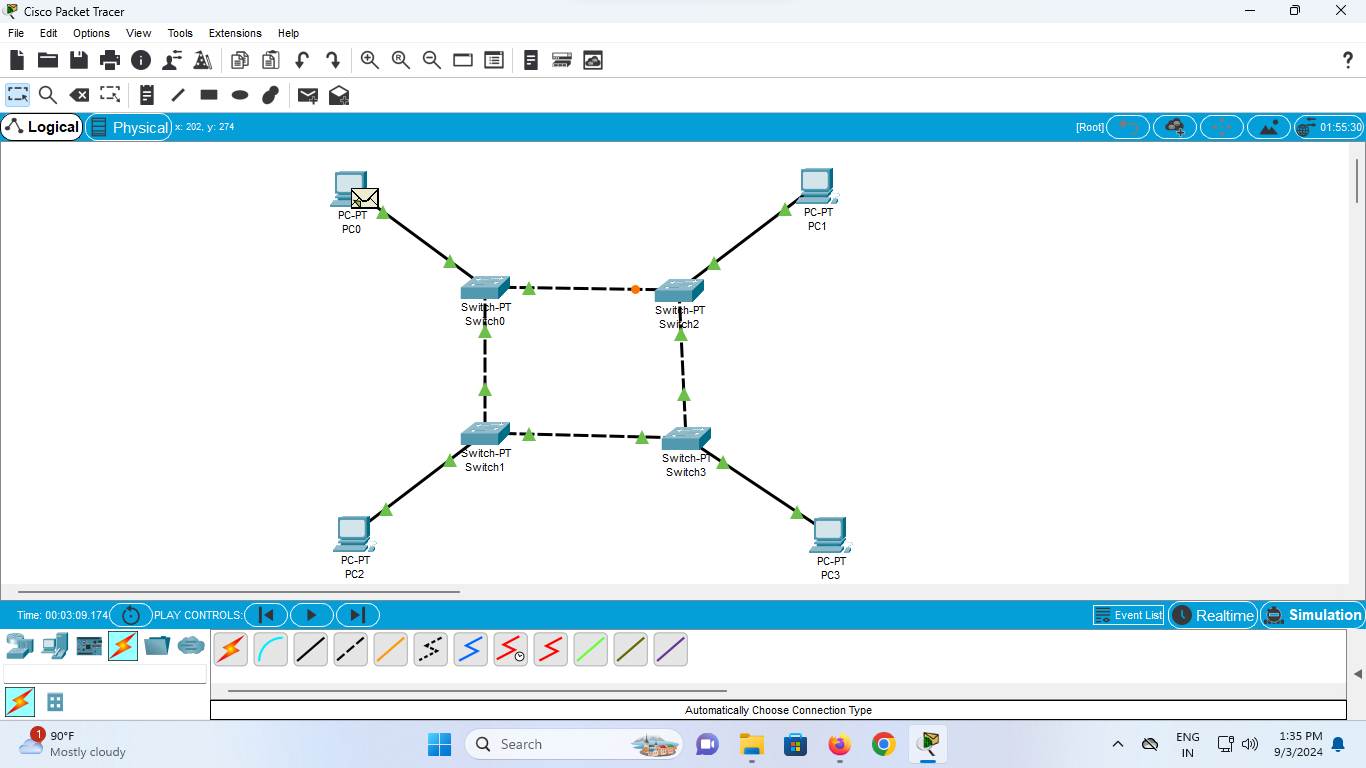 Cisco Packet Tracer
File Edit Options View Tools Extensions Help
Logical Physical x: 202, y: 274 [Root] 01:55:30
PC-PT
PC0
PC-PT
PC1
Switch-PT
Switch0
Switch-PT
Switch2
Switch-PT
Switch1
Switch-PT
Switch3
PC-PT
PC2
PC-PT
PC3
Time: 00:03:09.174 PLAY CONTROLS: Event List Realtime Simulation
Automatically Choose Connection Type
1
90°F
Mostly cloudy
Search
ENG
IN
1:35 PM
9/3/2024